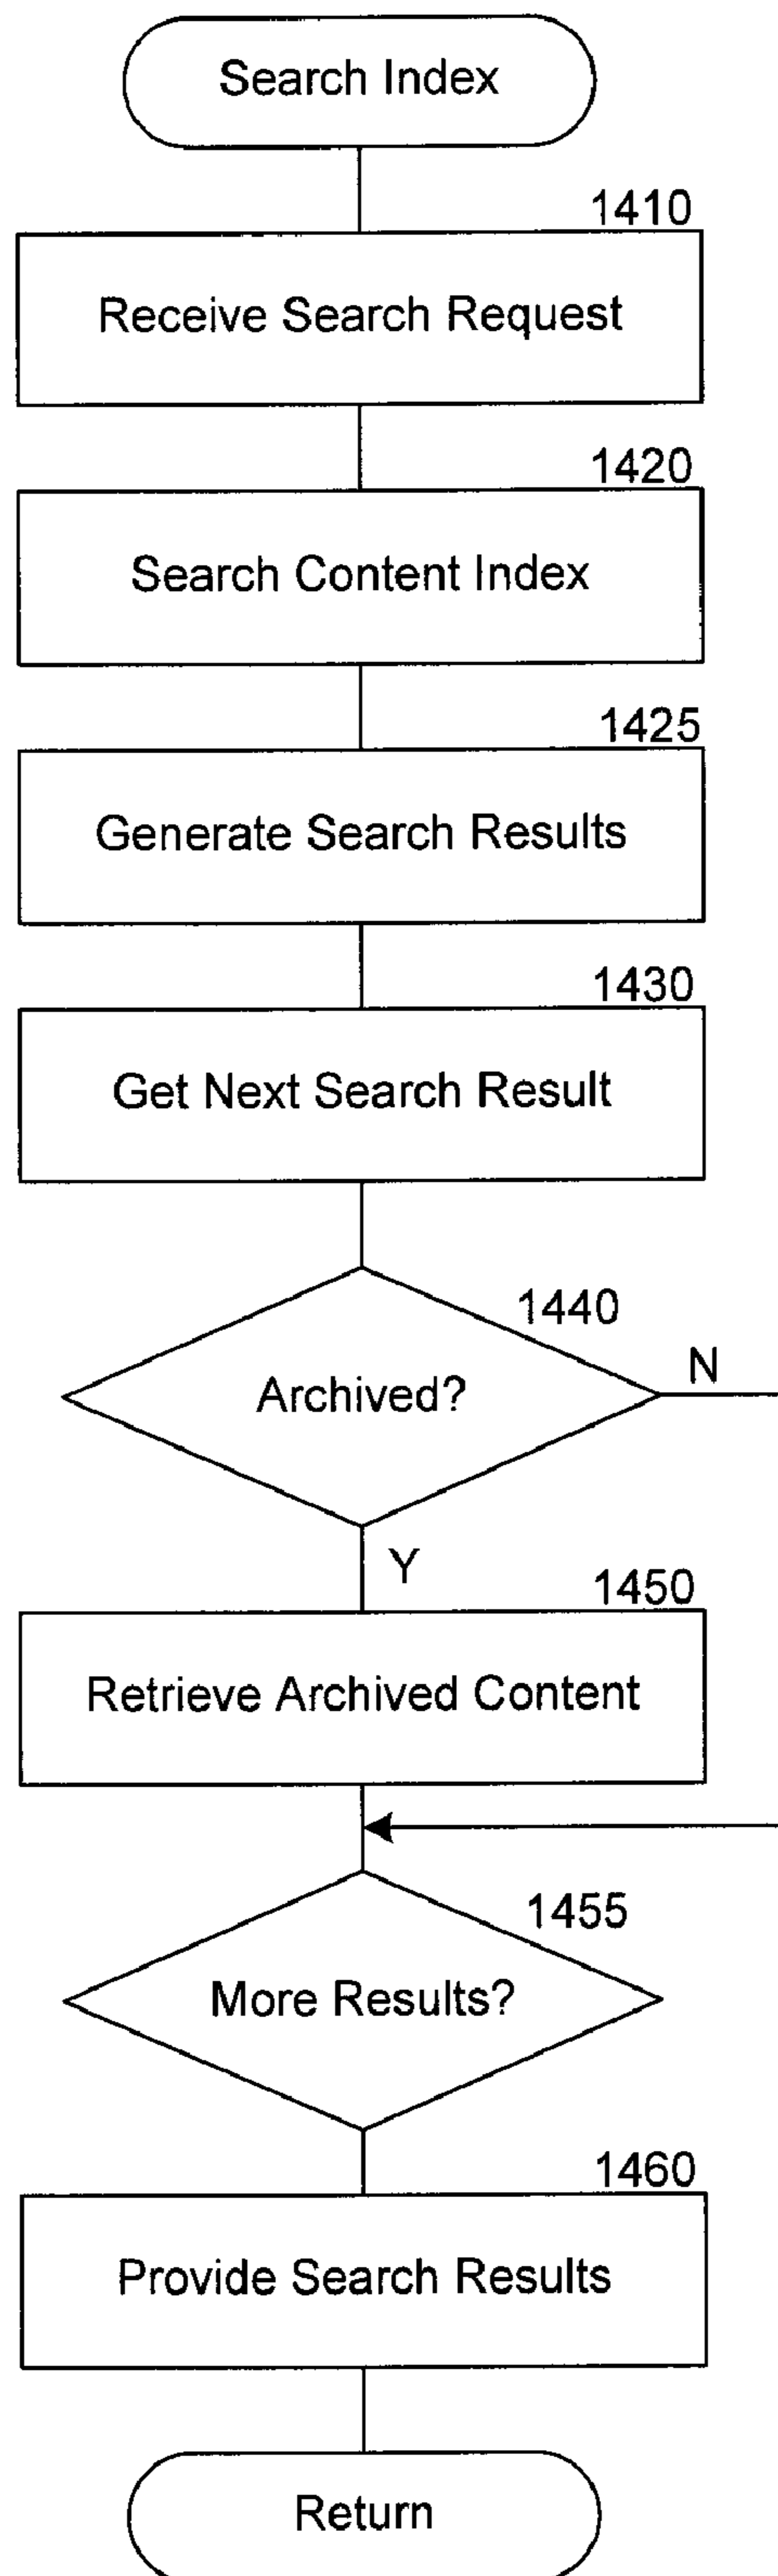 Search Index
1410
Receive Search Request
1420
Search Content Index
1425
Generate Search Results
1430
Get Next Search Result
1440
Archived?
N
Y
1450
Retrieve Archived Content
1455
More Results?
1460
Provide Search Results
Return